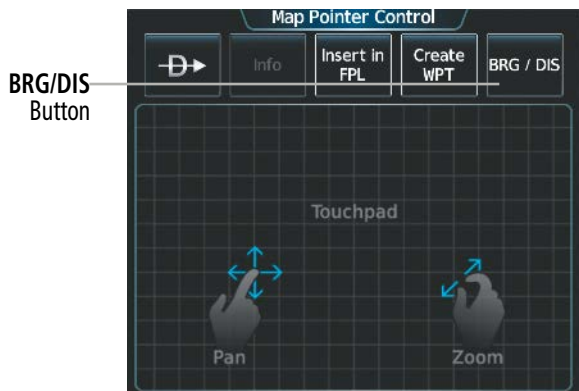 Map Pointer Control
Info
Insert in
FPL
Create
WPT
BRG / DIS
BRG/DIS
Button
Touchpad
Pan
Zoom